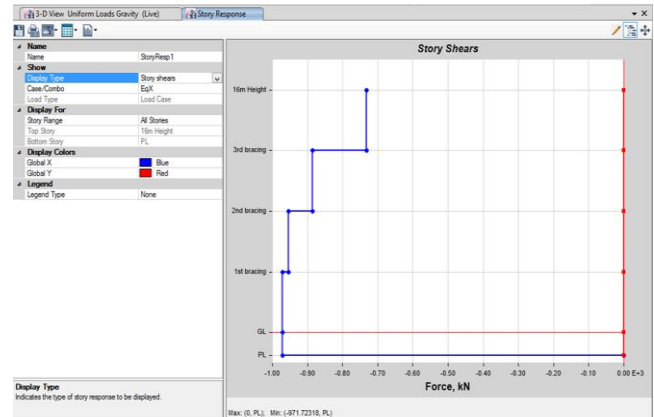 3-D View Uniform Loads Gravity (Live)
Story Response
Name
Name StoryResp1
Show
Display Type Story shears
Case/Combo EqX
Load Type Load Case
Display For
Story Range All Stories
Top Story 16m Height
Bottom Story PL
Display Colors
Global X Blue
Global Y Red
Legend
Legend Type None
Display Type
Indicates the type of story response to be displayed.
Story Shears
16m Height
3rd bracing
2nd bracing
1st bracing
GL
PL
-1.00 -0.90 -0.80 -0.70 -0.60 -0.50 -0.40 -0.30 -0.20 -0.10 0.00 E+3
Force, kN
Max: (0, PL); Min: (-971.72318, PL)